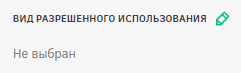 ВИД РАЗРЕШЕННОГО ИСПОЛЬЗОВАНИЯ
Не выбран